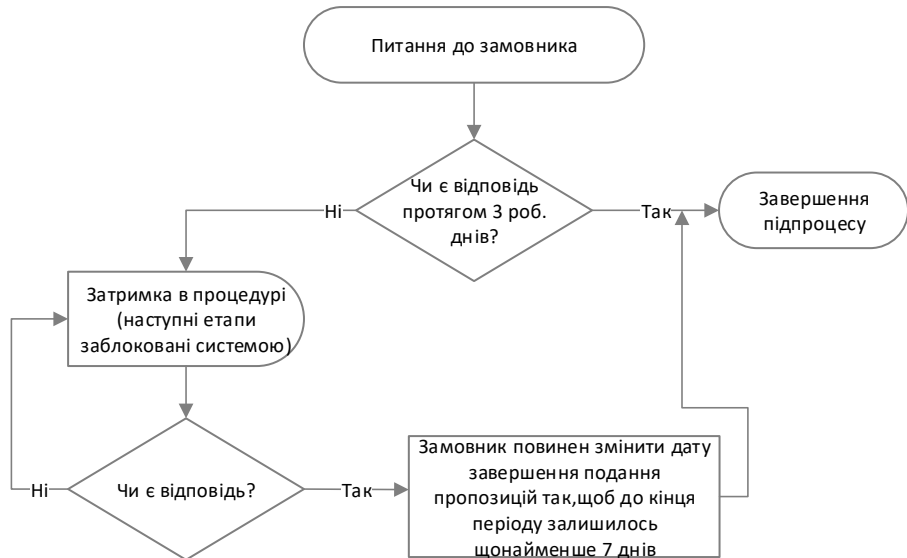 Питання до замовника
Чи є відповідь
протягом 3 роб.
днів?
Ні
Так
Завершення
підпроцесу
Затримка в процедурі
(наступні етапи
заблоковані системою)
Чи є відповідь?
Ні
Так
Замовник повинен змінити дату
завершення подання
пропозицій так,щоб до кінця
періоду залишилось
щонайменше 7 днів